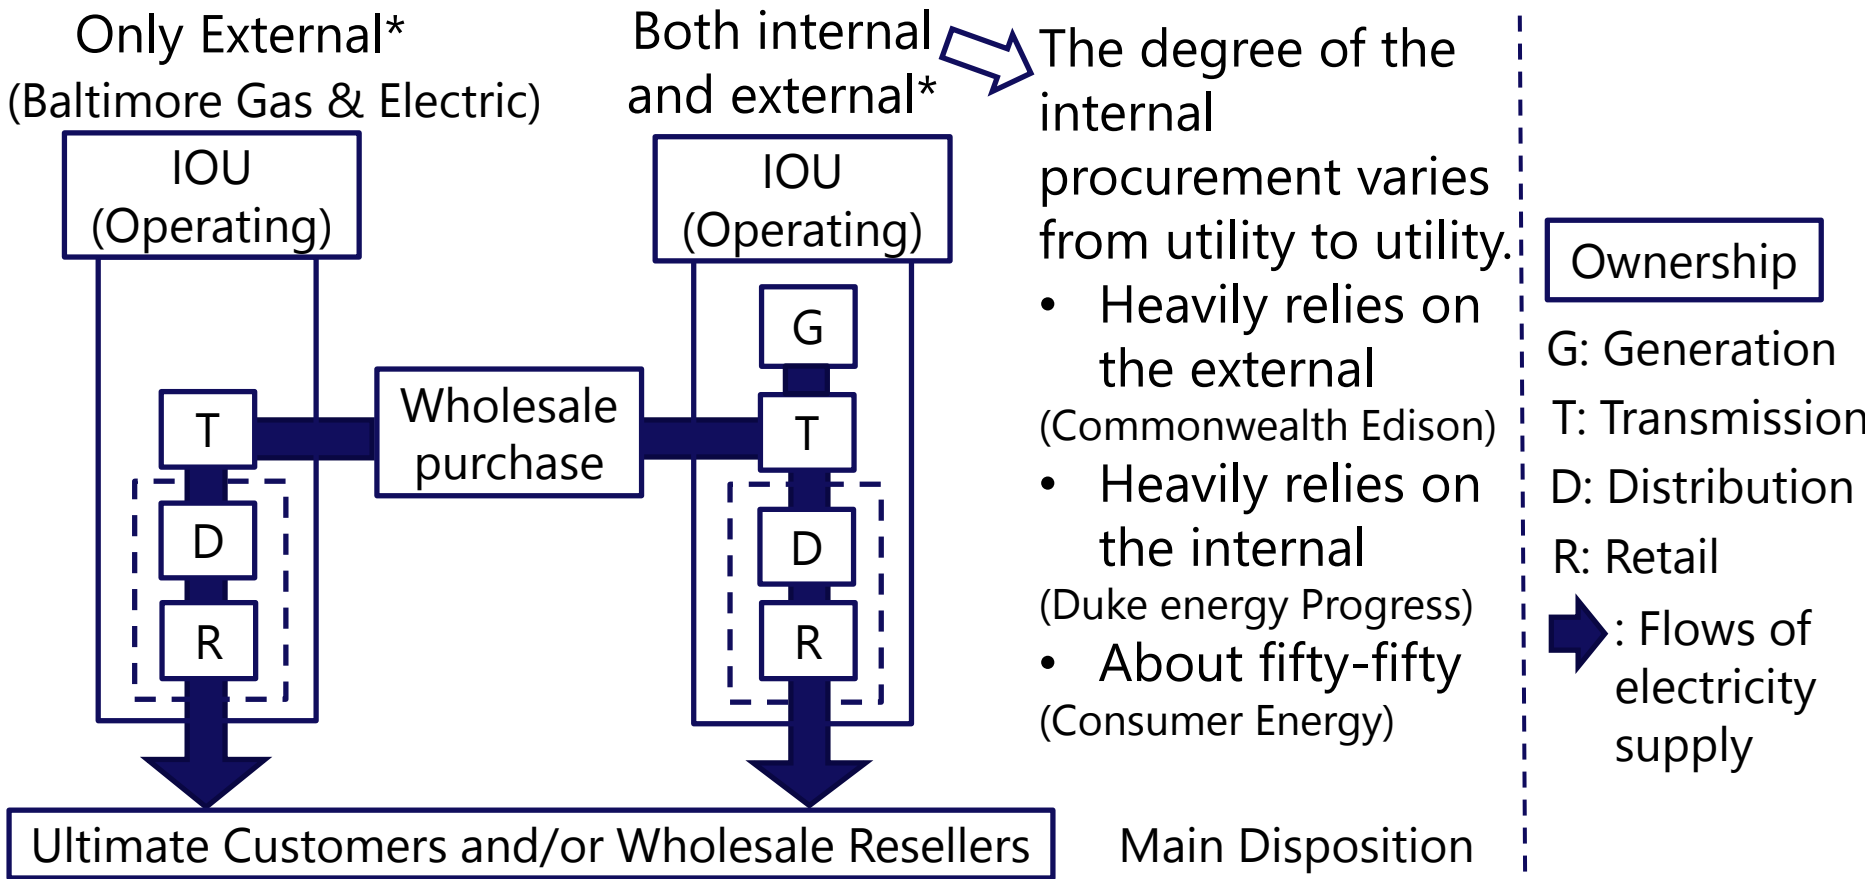 Only External*
(Baltimore Gas & Electric)
IOU
(Operating)
T
D
R
Wholesale
purchase
Both internal
and external*
IOU
(Operating)
G
T
D
R
The degree of the
internal
procurement varies
from utility to utility.
• Heavily relies on
the external
(Commonwealth Edison)
• Heavily relies on
the internal
(Duke energy Progress)
• About fifty-fifty
(Consumer Energy)
Ultimate Customers and/or Wholesale Resellers
Main Disposition
Ownership
G: Generation
T: Transmission
D: Distribution
R: Retail
: Flows of
electricity
supply